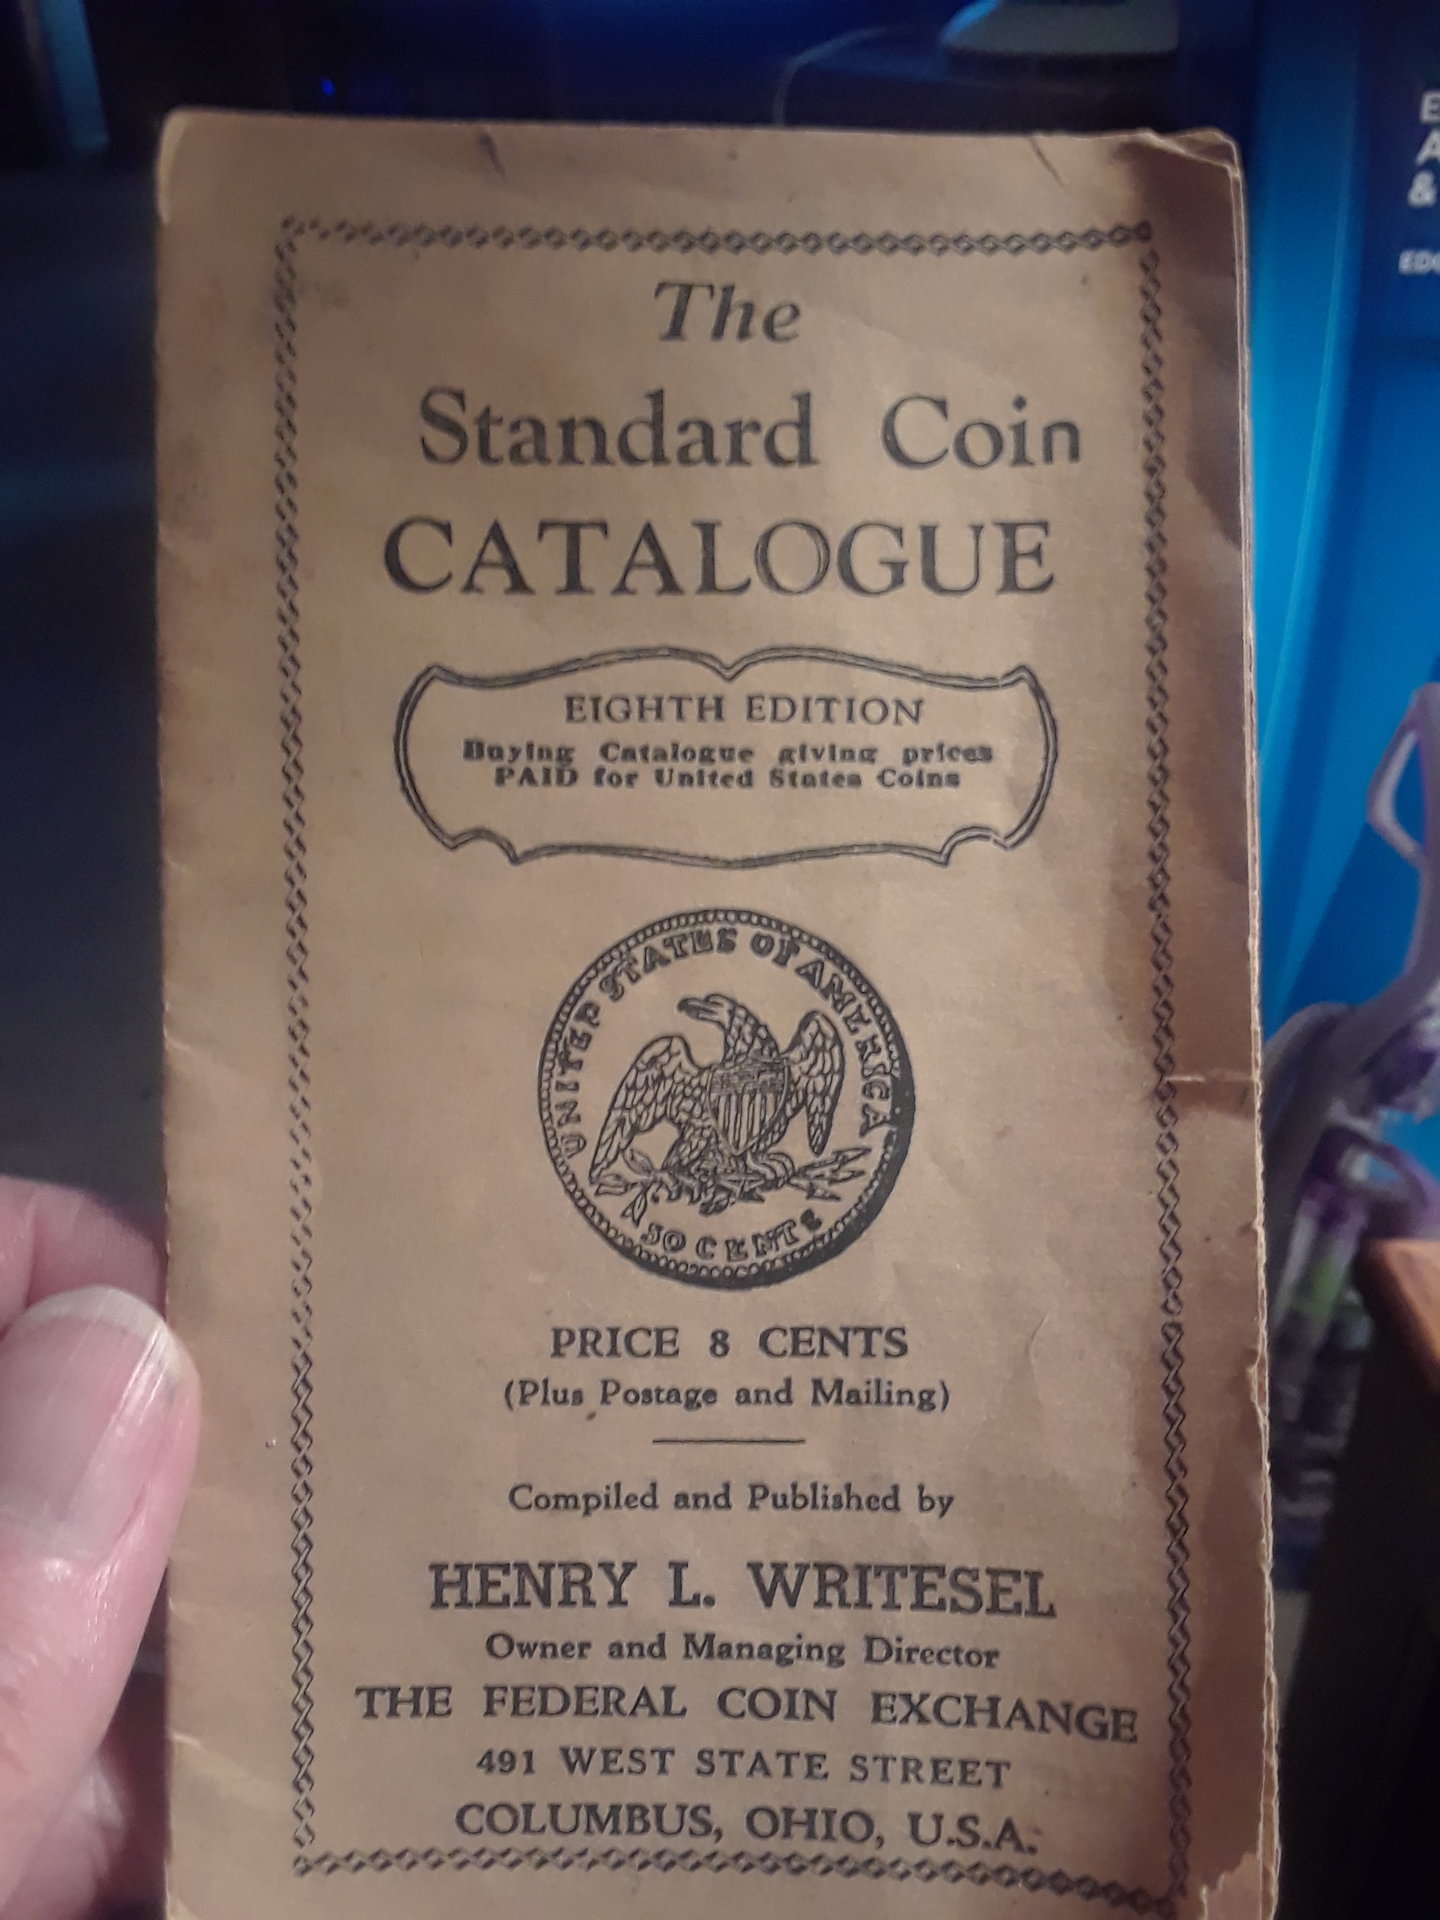 The
Standard Coin
CATALOGUE
EIGHTH EDITION
Buying Catalogue giving prices
PAID for United States Coins
UNITED STATES OF AMERICA
50 CENTS
PRICE 8 CENTS
(Plus Postage and Mailing)
Compiled and Published by
HENRY L. WRITESEL
Owner and Managing Director
THE FEDERAL COIN EXCHANGE
491 WEST STATE STREET
COLUMBUS, OHIO, U.S.A.